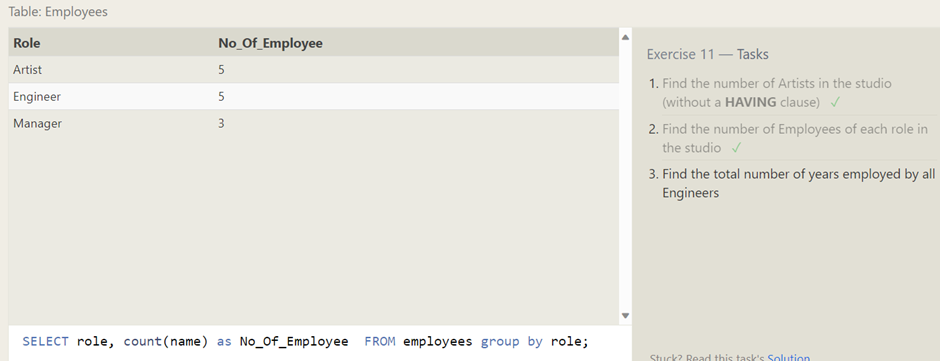 Table: Employees
Role No_Of_Employee
Artist 5
Engineer 5
Manager 3
SELECT role, count(name) as No_Of_Employee  FROM employees group by role;
Exercise 11 — Tasks
1. Find the number of Artists in the studio
(without a HAVING clause) ✓
2. Find the number of Employees of each role in
the studio ✓
3. Find the total number of years employed by all
Engineers
Stuck? Read this task's Solution